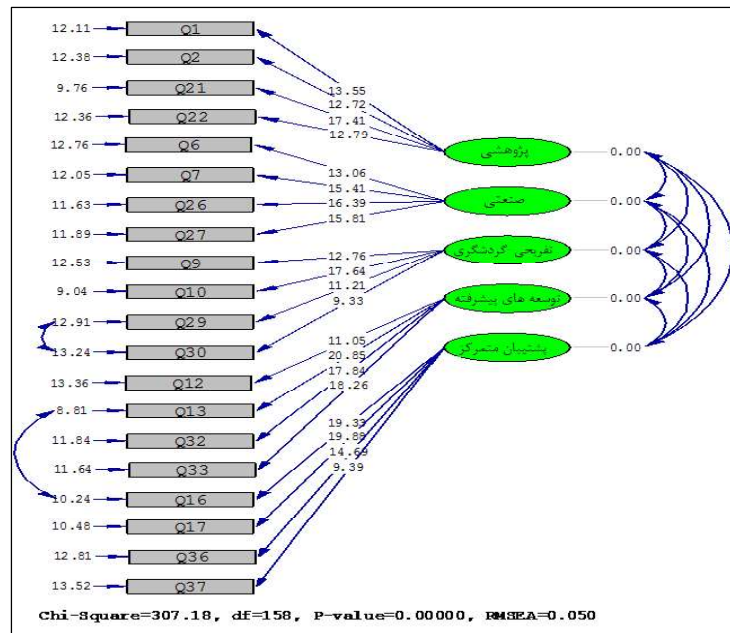 12.11 Q1
12.38 Q2
9.76 Q21
12.36 Q22
12.76 Q6
12.05 Q7
11.63 Q26
11.89 Q27
12.53 Q9
9.04 Q10
12.91 Q29
13.24 Q30
13.36 Q12
8.81 Q13
11.84 Q32
11.64 Q33
10.24 Q16
10.48 Q17
12.81 Q36
13.52 Q37
13.55
12.72
17.41
12.79
13.06
15.41
16.39
15.81
12.76
17.64
11.21
9.33
11.05
20.85
17.84
18.26
19.33
19.88
14.69
9.39
پژوهشی 0.00
صنعتی 0.00
تفریحی گردشگری 0.00
توسعه های پیشرفته 0.00
پشتیبان متمرکز 0.00
Chi-Square=307.18, df=158, P-value=0.00000, RMSEA=0.050